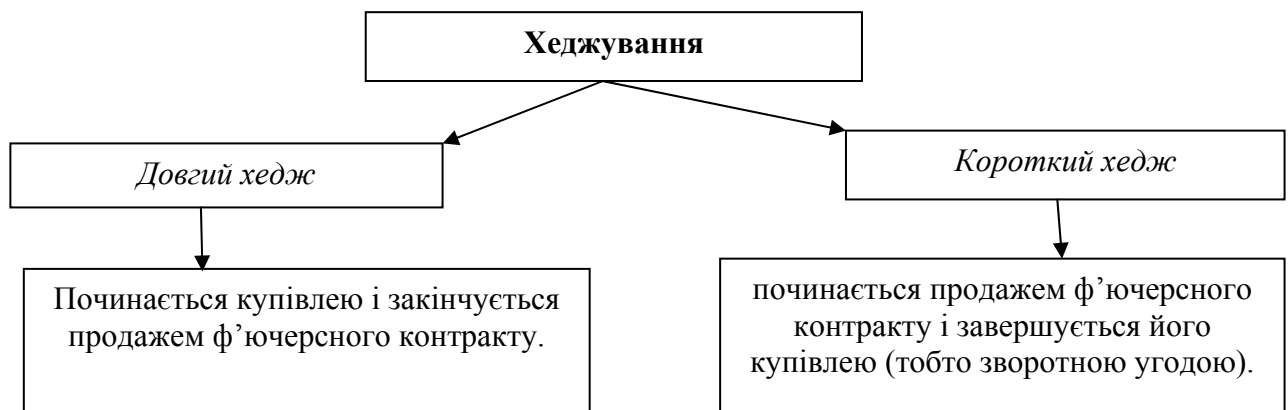 Хеджування
Довгий хедж
Короткий хедж
Починається купівлею і закінчується
продажем ф’ючерсного контракту.
починається продажем ф’ючерсного
контракту і завершується його
купівлею (тобто зворотною угодою).